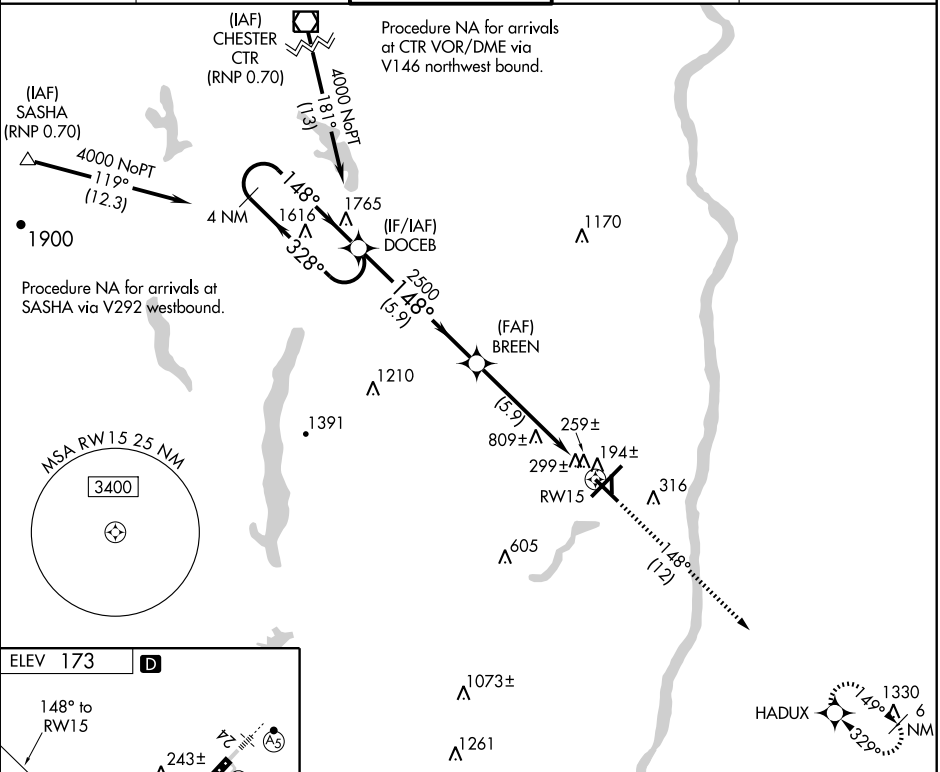 (IAF)
CHESTER
CTR
(RNP 0.70)
Procedure NA for arrivals
at CTR VOR/DME via
V146 northwest bound.
4000 NoPT
181°
(13)
(IAF)
SASHA
(RNP 0.70)
4000 NoPT
119°
(12.3)
1900
Procedure NA for arrivals at
SASHA via V292 westbound.
4 NM
148°
328°
1616
1765
(IF/IAF)
DOCEB
1170
2500
148°
(5.9)
(FAF)
BREEN
1210
1391
(5.9)
809±
259±
299±
194±
RW15
316
605
148°
(12)
MSA RW15 25 NM
3400
ELEV 173
D
148° to
RW15
24
A5
243±
1073±
1261
HADUX
149°
329°
1330
6
NM